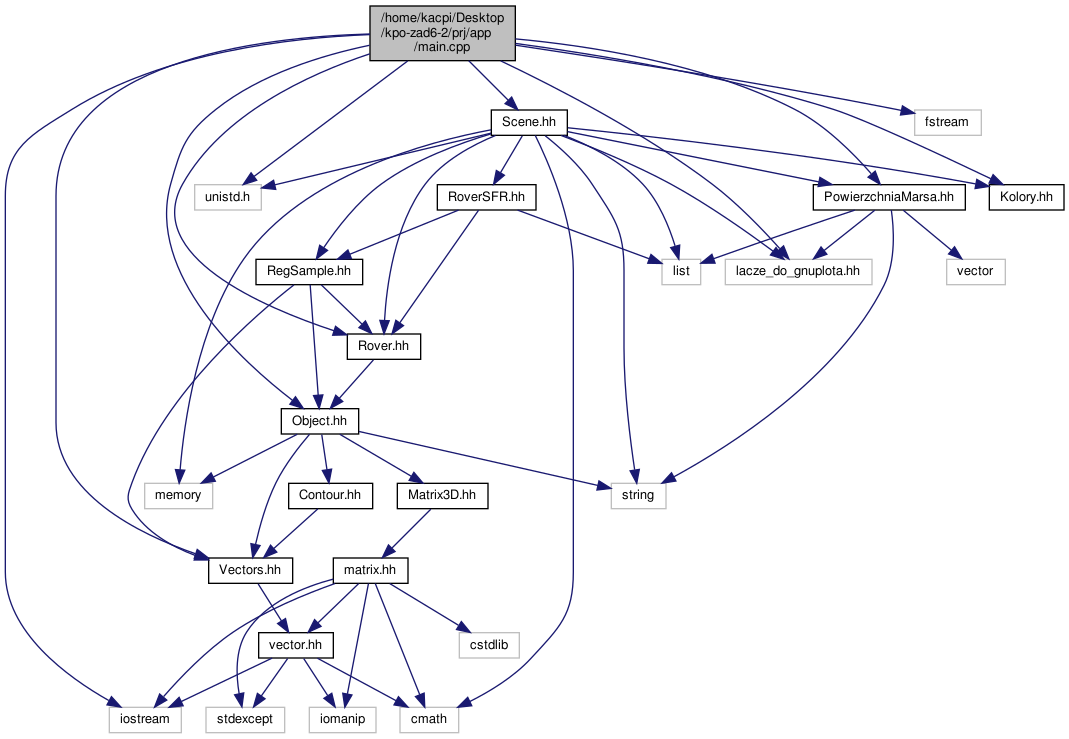 /home/kacpi/Desktop
/kpo-zad6-2/prj/app
/main.cpp
Scene.hh
fstream
unistd.h
RoverSFR.hh
PowierzchniaMarsa.hh
Kolory.hh
RegSample.hh
list
lacze_do_gnuplota.hh
vector
Rover.hh
Object.hh
memory
Contour.hh
Matrix3D.hh
string
Vectors.hh
matrix.hh
vector.hh
cstdlib
iostream
stdexcept
iomanip
cmath